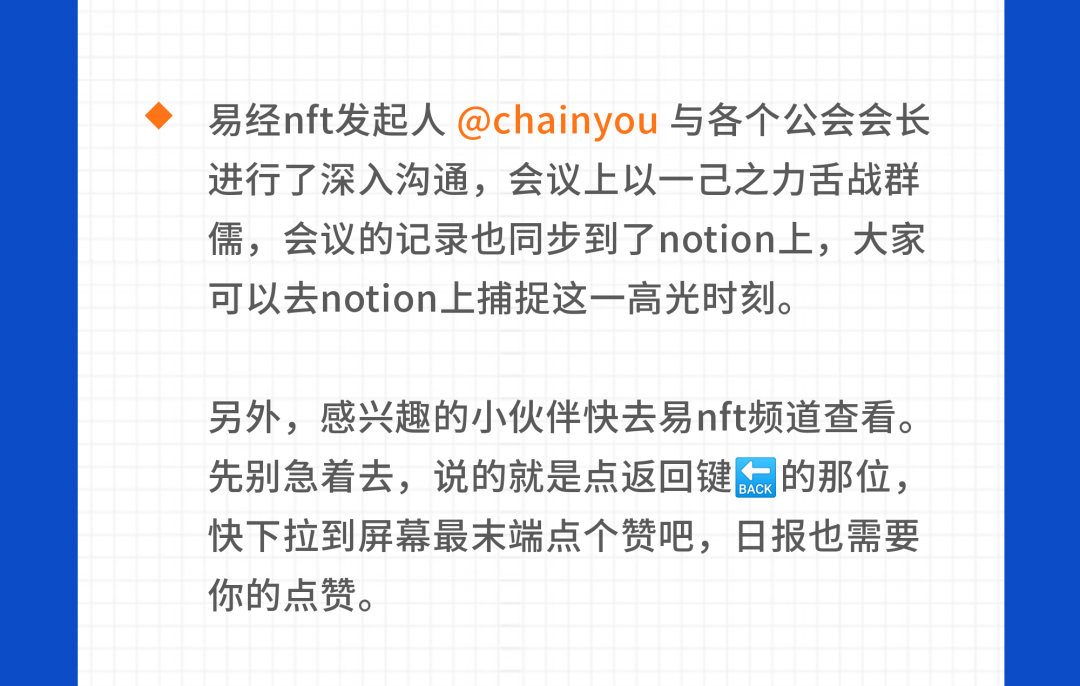 易经nft发起人 @chainyou 与各个公会会长
进行了深入沟通，会议上以一己之力舌战群
儒，会议的记录也同步到了notion上，大家
可以去notion上捕捉这一高光时刻。
另外，感兴趣的小伙伴快去易nft频道查看。
先别急着去，说的就是点返回键🔙的那位，
快下拉到屏幕最末端点个赞吧，日报也需要
你的点赞。